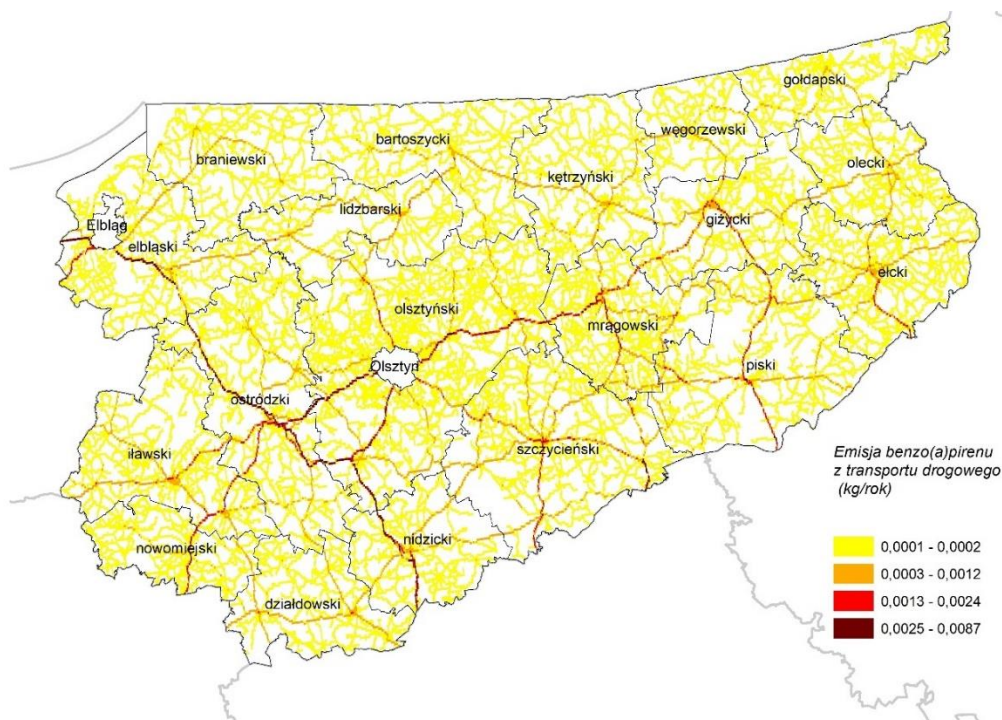 gołdapski
węgorzewski
bartoszycki
braniewski
olecki
kętrzyński
lidzbarski
giżycki
Elbląg
elbląski
ełcki
olsztyński
mrągowski
Olsztyn
piski
ostródzki
iławski
szczycieński
nidzicki
nowomiejski
działdowski
Emisja benzo(a)pirenu
z transportu drogowego
(kg/rok)
0,0001 - 0,0002
0,0003 - 0,0012
0,0013 - 0,0024
0,0025 - 0,0087